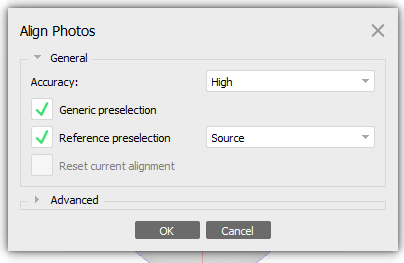 Align Photos
General
Accuracy: High
Generic preselection
Reference preselection Source
Reset current alignment
Advanced
OK Cancel